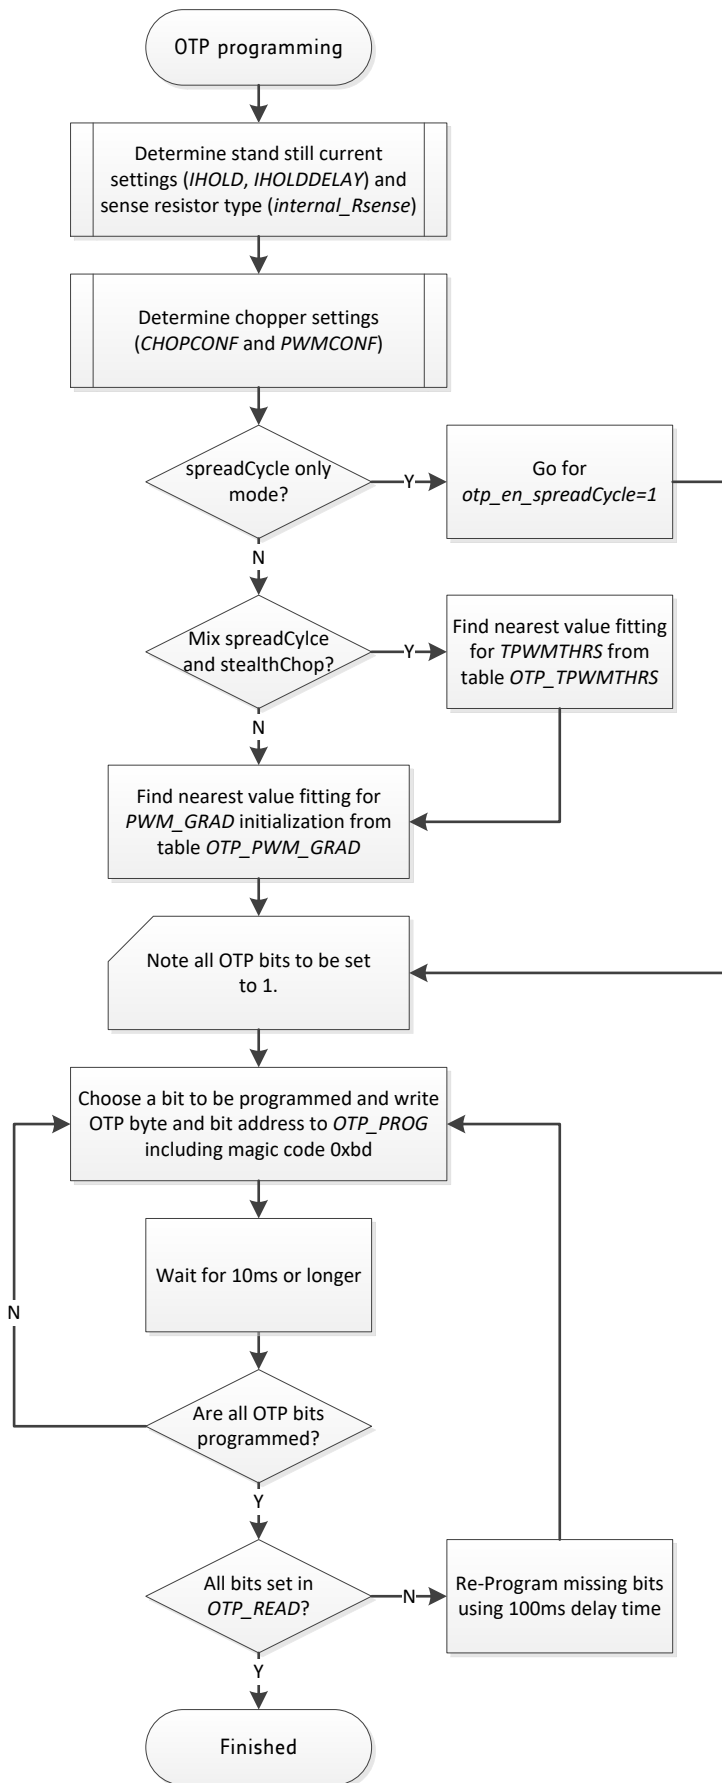 OTP programming
Determine stand still current
settings (IHOLD, IHOLDDELAY) and
sense resistor type (internal_Rsense)
Determine chopper settings
(CHOPCONF and PWMCONF)
spreadCycle only
mode?
Y
Go for
otp_en_spreadCycle=1
N
Mix spreadCylce
and stealthChop?
Y
Find nearest value fitting
for TPWMTHRS from
table OTP_TPWMTHRS
N
Find nearest value fitting for
PWM_GRAD initialization from
table OTP_PWM_GRAD
Note all OTP bits to be set
to 1.
Choose a bit to be programmed and write
OTP byte and bit address to OTP_PROG
including magic code 0xbd
Wait for 10ms or longer
N
Are all OTP bits
programmed?
Y
All bits set in
OTP_READ?
N
Re-Program missing bits
using 100ms delay time
Y
Finished